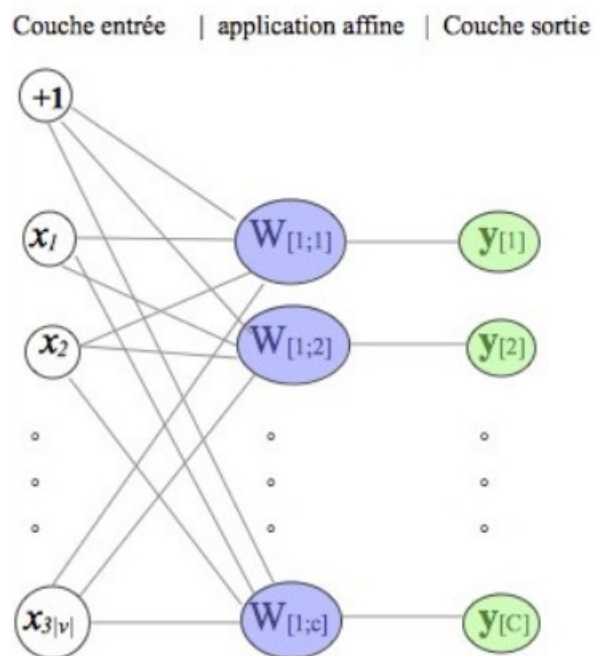 Couche entrée | application affine | Couche sortie
+1
x1 W[1;1] y[1]
x2 W[1;2] y[2]
x3|v| W[1;c] y[C]